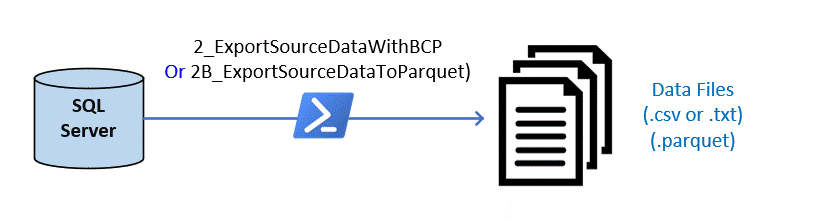 2_ExportSourceDataWithBCP
Or 2B_ExportSourceDataToParquet)
SQL
Server
Data Files
(.csv or .txt)
(.parquet)